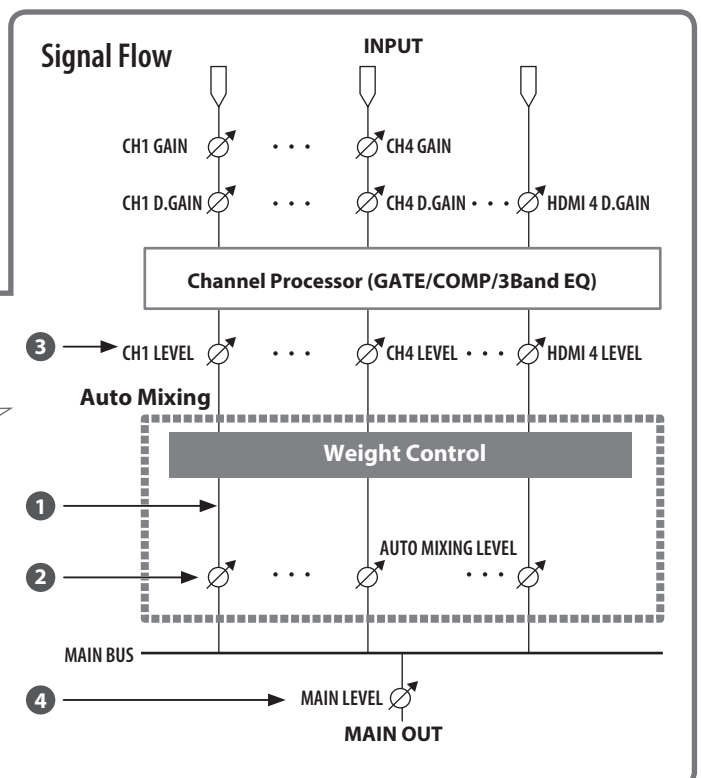 Signal Flow
INPUT
CH1 GAIN • • • CH4 GAIN
CH1 D.GAIN • • • CH4 D.GAIN • • • HDMI 4 D.GAIN
Channel Processor (GATE/COMP/3Band EQ)
3 CH1 LEVEL • • • CH4 LEVEL • • • HDMI 4 LEVEL
Auto Mixing
Weight Control
1
AUTO MIXING LEVEL
2 • • • • • •
MAIN BUS
4 MAIN LEVEL
MAIN OUT